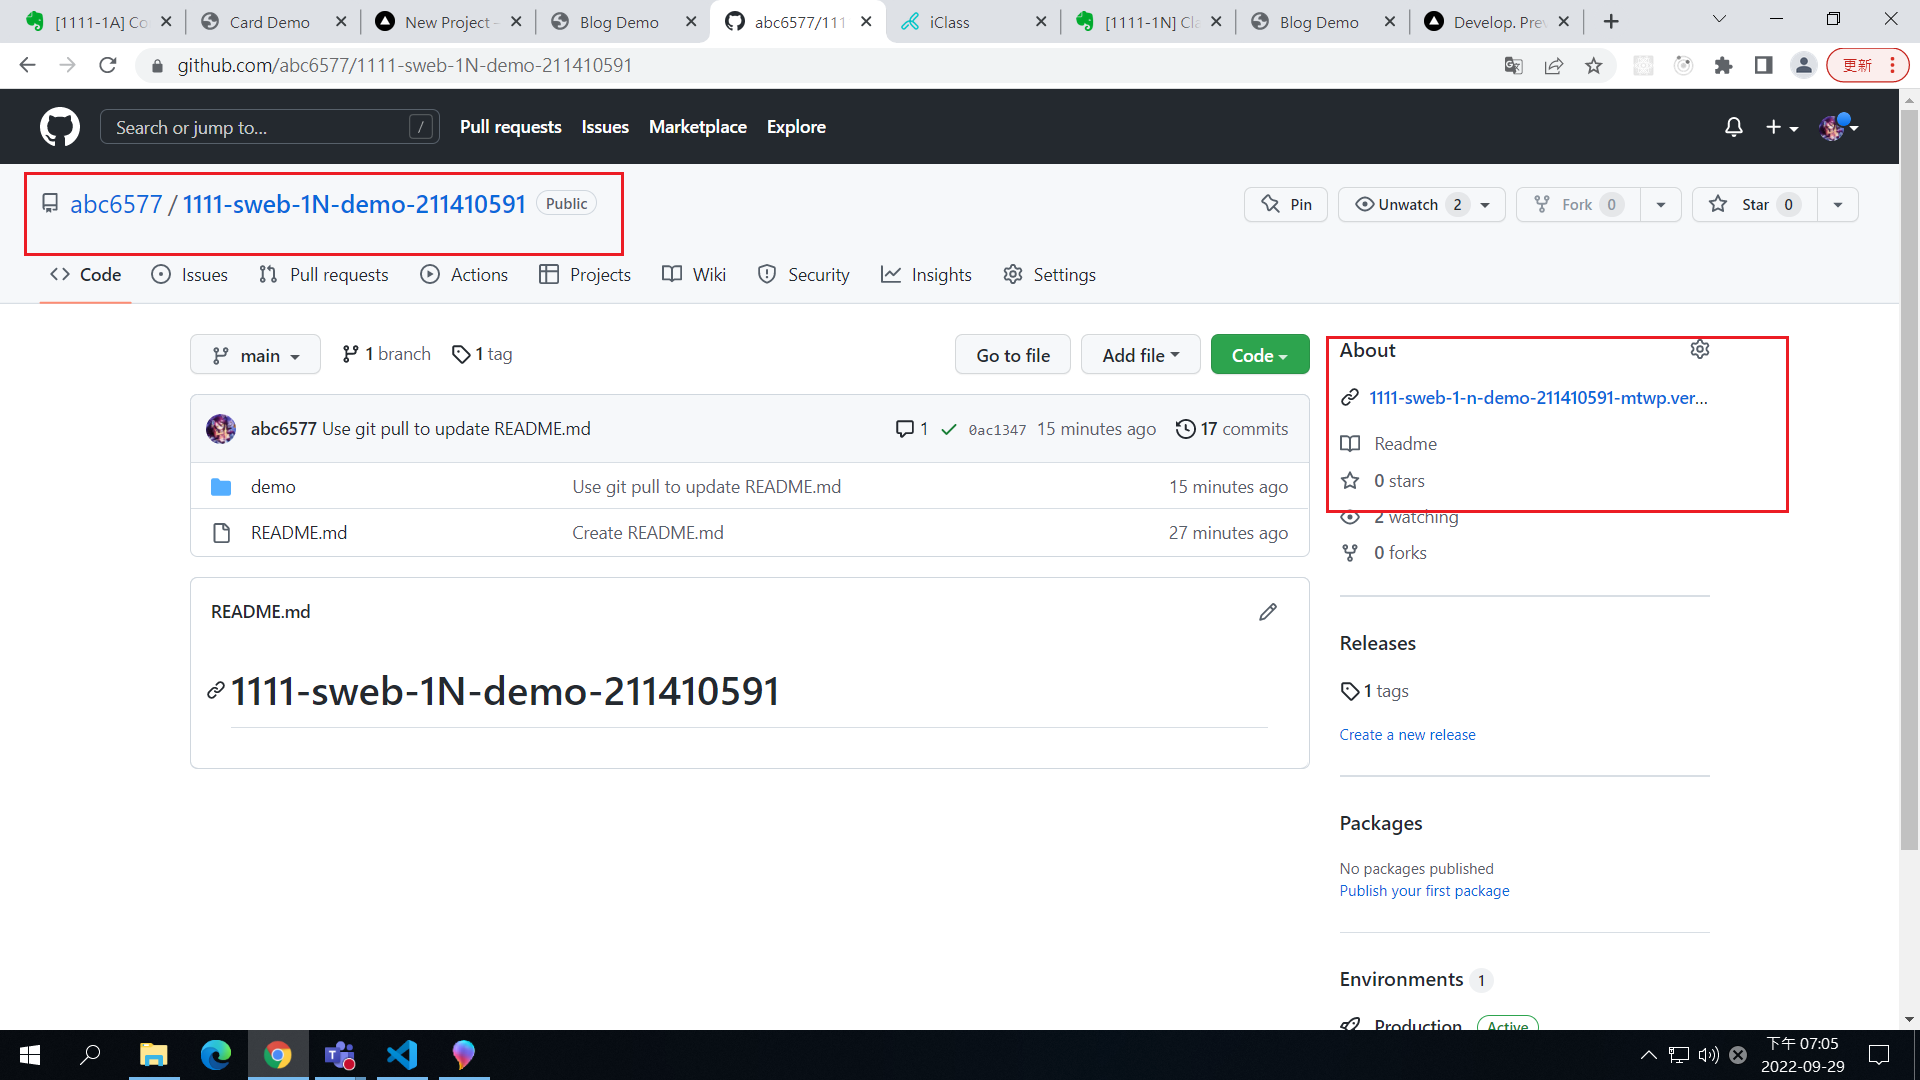 [1111-1A] Co
Card Demo
New Project -
Blog Demo
abc6577/111
iClass
[1111-1N] Cla
Blog Demo
Develop. Prev
github.com/abc6577/1111-sweb-1N-demo-211410591
更新
Search or jump to...
/
Pull requests
Issues
Marketplace
Explore
abc6577 / 1111-sweb-1N-demo-211410591
Public
Pin
Unwatch 2
Fork 0
Star 0
Code
Issues
Pull requests
Actions
Projects
Wiki
Security
Insights
Settings
main
1 branch
1 tag
Go to file
Add file
Code
abc6577 Use git pull to update README.md
1
0ac1347 15 minutes ago
17 commits
demo
Use git pull to update README.md
15 minutes ago
README.md
Create README.md
27 minutes ago
README.md
1111-sweb-1N-demo-211410591
About
1111-sweb-1-n-demo-211410591-mtwp.ver...
Readme
0 stars
2 watching
0 forks
Releases
1 tags
Create a new release
Packages
No packages published
Publish your first package
Environments 1
Production
Active
下午 07:05
2022-09-29